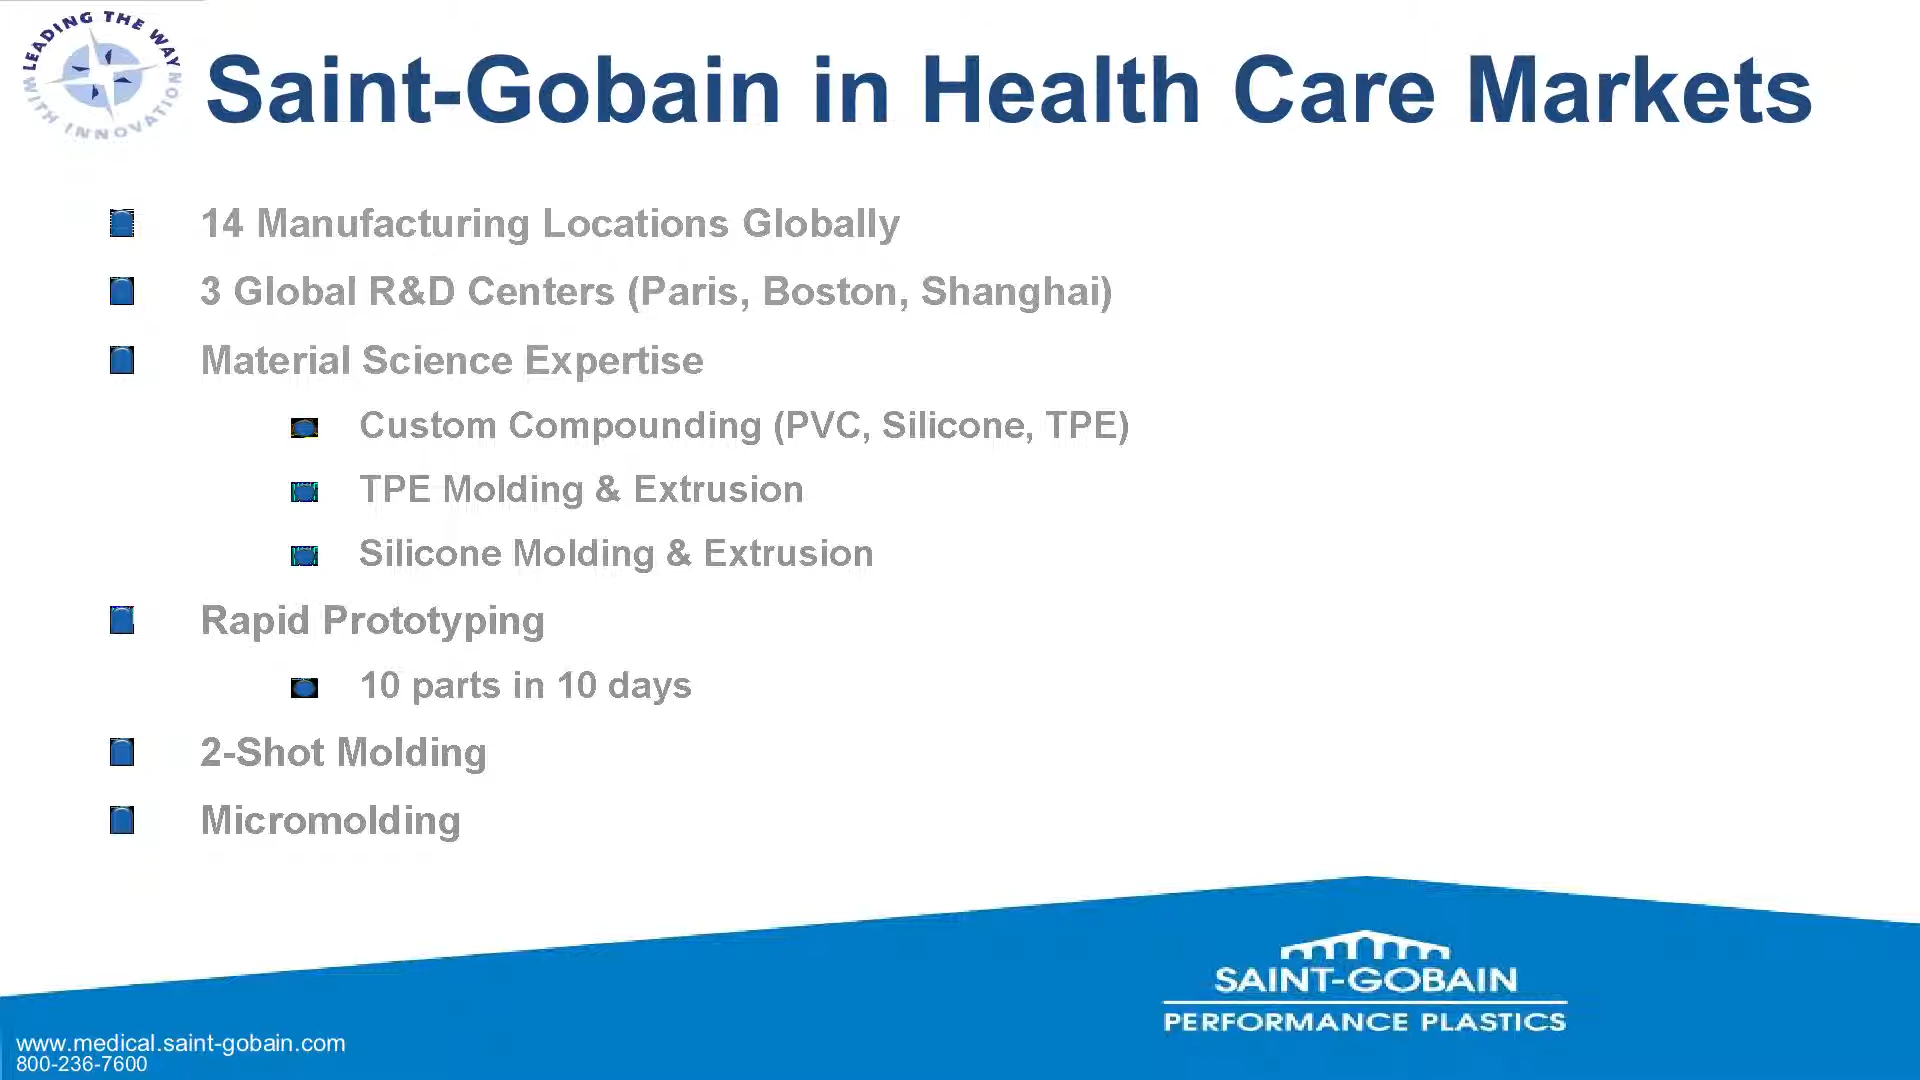 LEADING THE WAY
WITH INNOVATION
Saint-Gobain in Health Care Markets
14 Manufacturing Locations Globally
3 Global R&D Centers (Paris, Boston, Shanghai)
Material Science Expertise
Custom Compounding (PVC, Silicone, TPE)
TPE Molding & Extrusion
Silicone Molding & Extrusion
Rapid Prototyping
10 parts in 10 days
2-Shot Molding
Micromolding
SAINT-GOBAIN
PERFORMANCE PLASTICS
www.medical.saint-gobain.com
800-236-7600